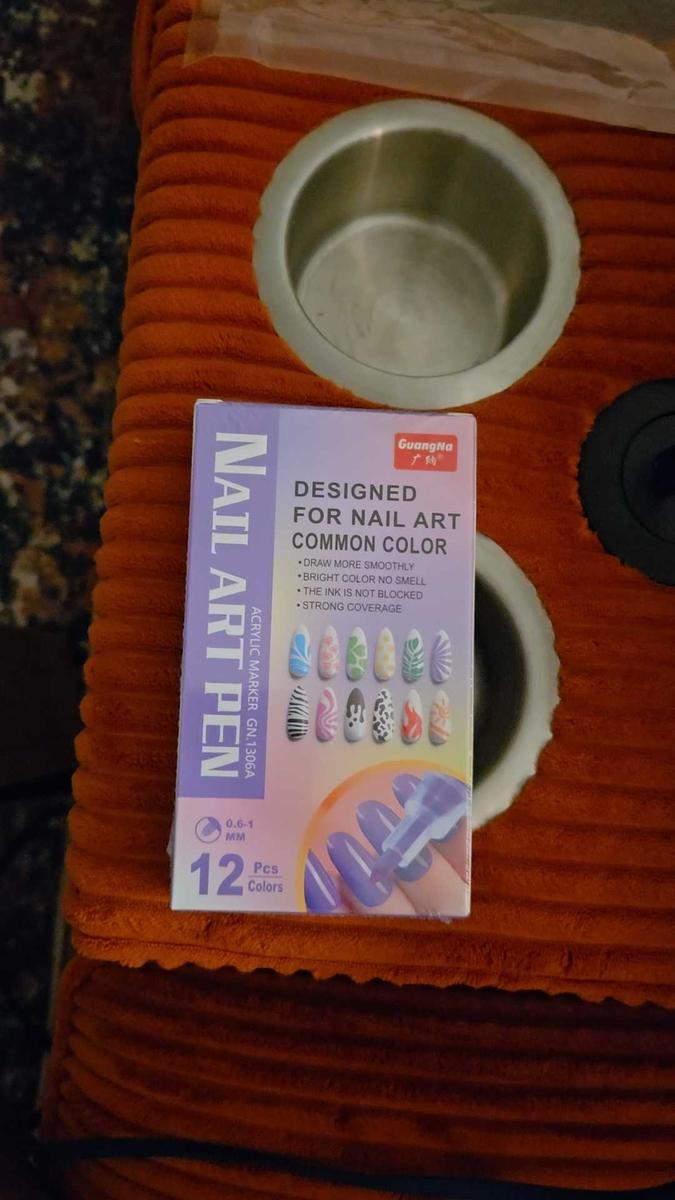 GuangNa
广纳®
NAIL ART PEN
ACRYLIC MARKER GN.1306A
DESIGNED
FOR NAIL ART
COMMON COLOR
• DRAW MORE SMOOTHLY
• BRIGHT COLOR NO SMELL
• THE INK IS NOT BLOCKED
• STRONG COVERAGE
0.6-1
MM
12 Pcs
Colors